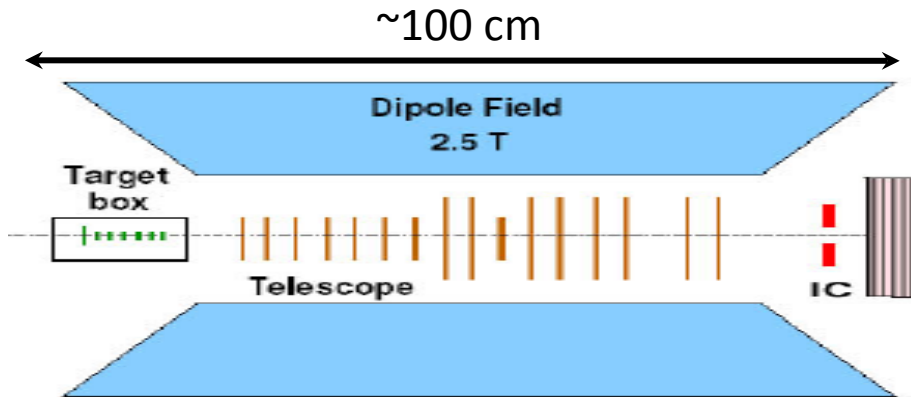 ~100 cm
Dipole Field
2.5 T
Target
box
Telescope
IC